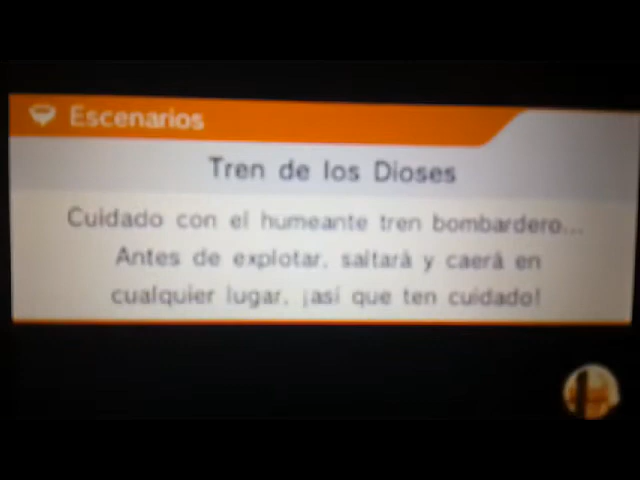 Escenarios
Tren de los Dioses
Cuidado con el humeante tren bombardero...
Antes de explotar, saltará y caerá en
cualquier lugar, ¡así que ten cuidado!